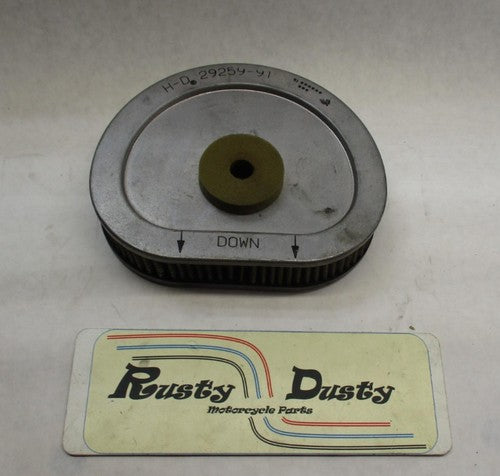 H-D® 29259-91
DOWN
Rusty Dusty
Motorcycle Parts